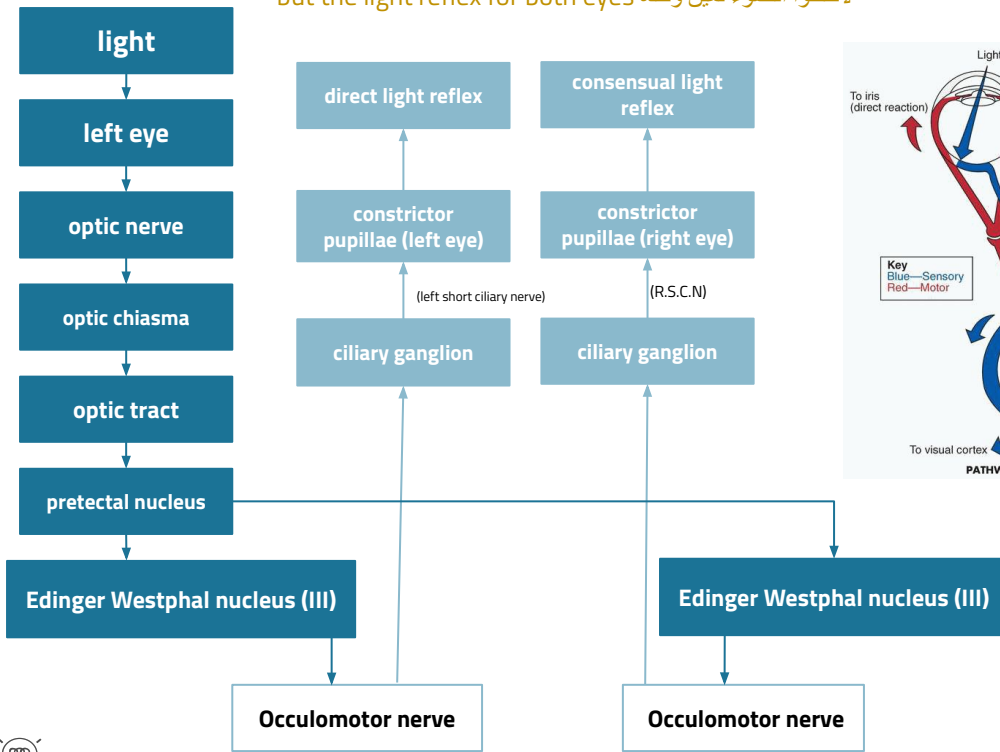 But the light reflex for both eyes
light
left eye
optic nerve
optic chiasma
optic tract
pretectal nucleus
Edinger Westphal nucleus (III)
Occulomotor nerve
direct light reflex
constrictor
pupillae (left eye)
(left short ciliary nerve)
ciliary ganglion
consensual light
reflex
constrictor
pupillae (right eye)
(R.S.C.N)
ciliary ganglion
Edinger Westphal nucleus (III)
Occulomotor nerve
Light
To iris
(direct reaction)
Key
Blue—Sensory
Red—Motor
To visual cortex